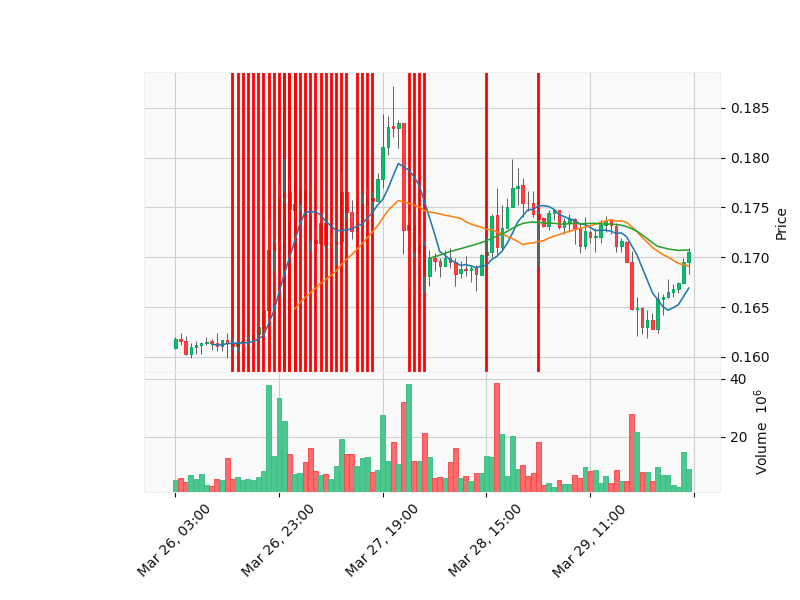 0.185
0.180
0.175
0.170
0.165
0.160
Price
40
20
Volume 10^6
Mar 26, 03:00
Mar 26, 23:00
Mar 27, 19:00
Mar 28, 15:00
Mar 29, 11:00